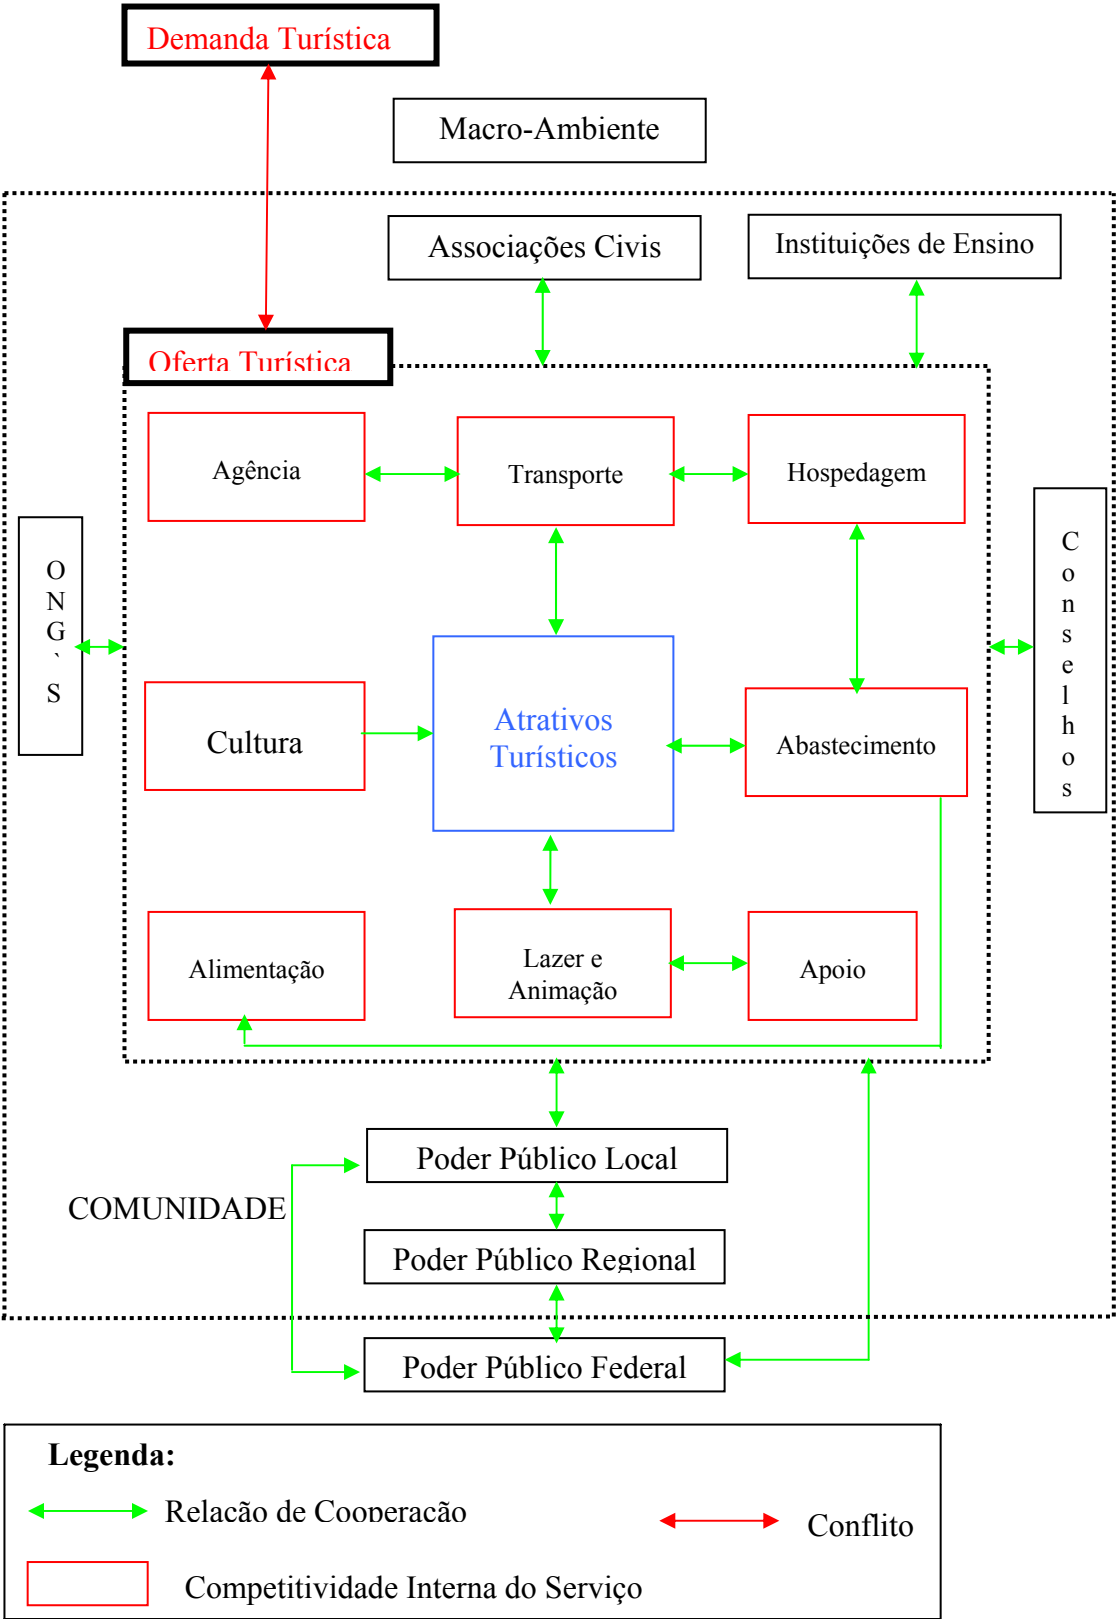 Demanda Turística
Macro-Ambiente
Associações Civis
Instituições de Ensino
Oferta Turística
Agência
Transporte
Hospedagem
ONG`S
Conselhos
Cultura
Atrativos
Turísticos
Abastecimento
Alimentação
Lazer e
Animação
Apoio
Poder Público Local
COMUNIDADE
Poder Público Regional
Poder Público Federal
Legenda:
Relação de Cooperação
Conflito
Competitividade Interna do Serviço